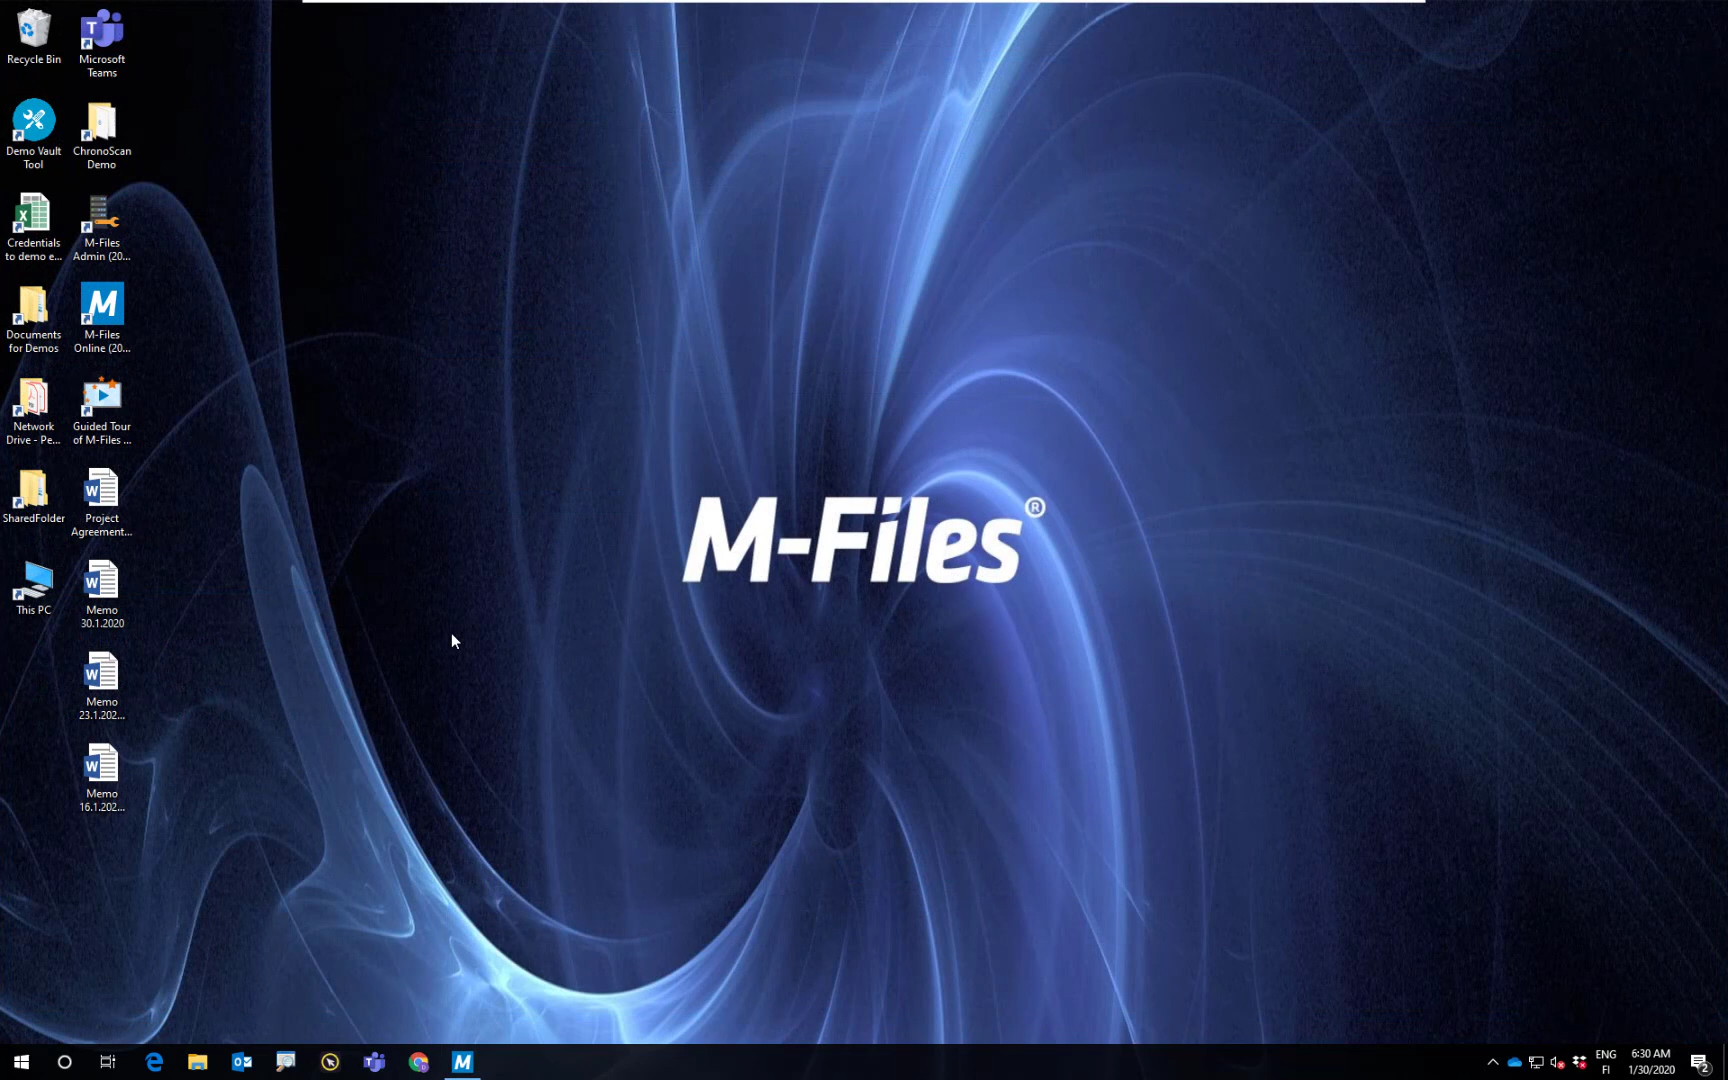 Recycle Bin
Microsoft
Teams
Demo Vault
Tool
ChronoScan
Demo
Credentials
to demo e...
M-Files
Admin (20...
Documents
for Demos
M-Files
Online (20...
Network
Drive - Pe...
Guided Tour
of M-Files ...
SharedFolder
Project
Agreement...
This PC
Memo
30.1.2020
Memo
23.1.202...
Memo
16.1.202...
M-Files®
ENG
FI
6:30 AM
1/30/2020
2